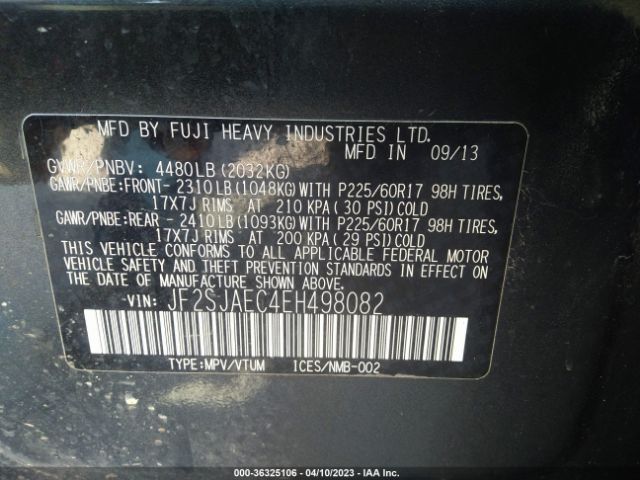 MFD BY FUJI HEAVY INDUSTRIES LTD.
MFD IN 09/13
GVWR/PNBV: 4480LB (2032KG)
GAWR/PNBE:FRONT- 2310LB (1048KG) WITH P225/60R17 98H TIRES,
17X7J RIMS AT 210 KPA ( 30 PSI) COLD
GAWR/PNBE:REAR - 2410LB (1093KG) WITH P225/60R17 98H TIRES,
17X7J RIMS AT 200 KPA ( 29 PSI) COLD
THIS VEHICLE CONFORMS TO ALL APPLICABLE FEDERAL MOTOR
VEHICLE SAFETY AND THEFT PREVENTION STANDARDS IN EFFECT ON
THE DATE OF MANUFACTURE SHOWN ABOVE.
-VIN: JF2SJAEC4EH498082
TYPE:MPV/VTUM ICES/NMB-002
000-36325106 - 04/10/2023 - IAA Inc.